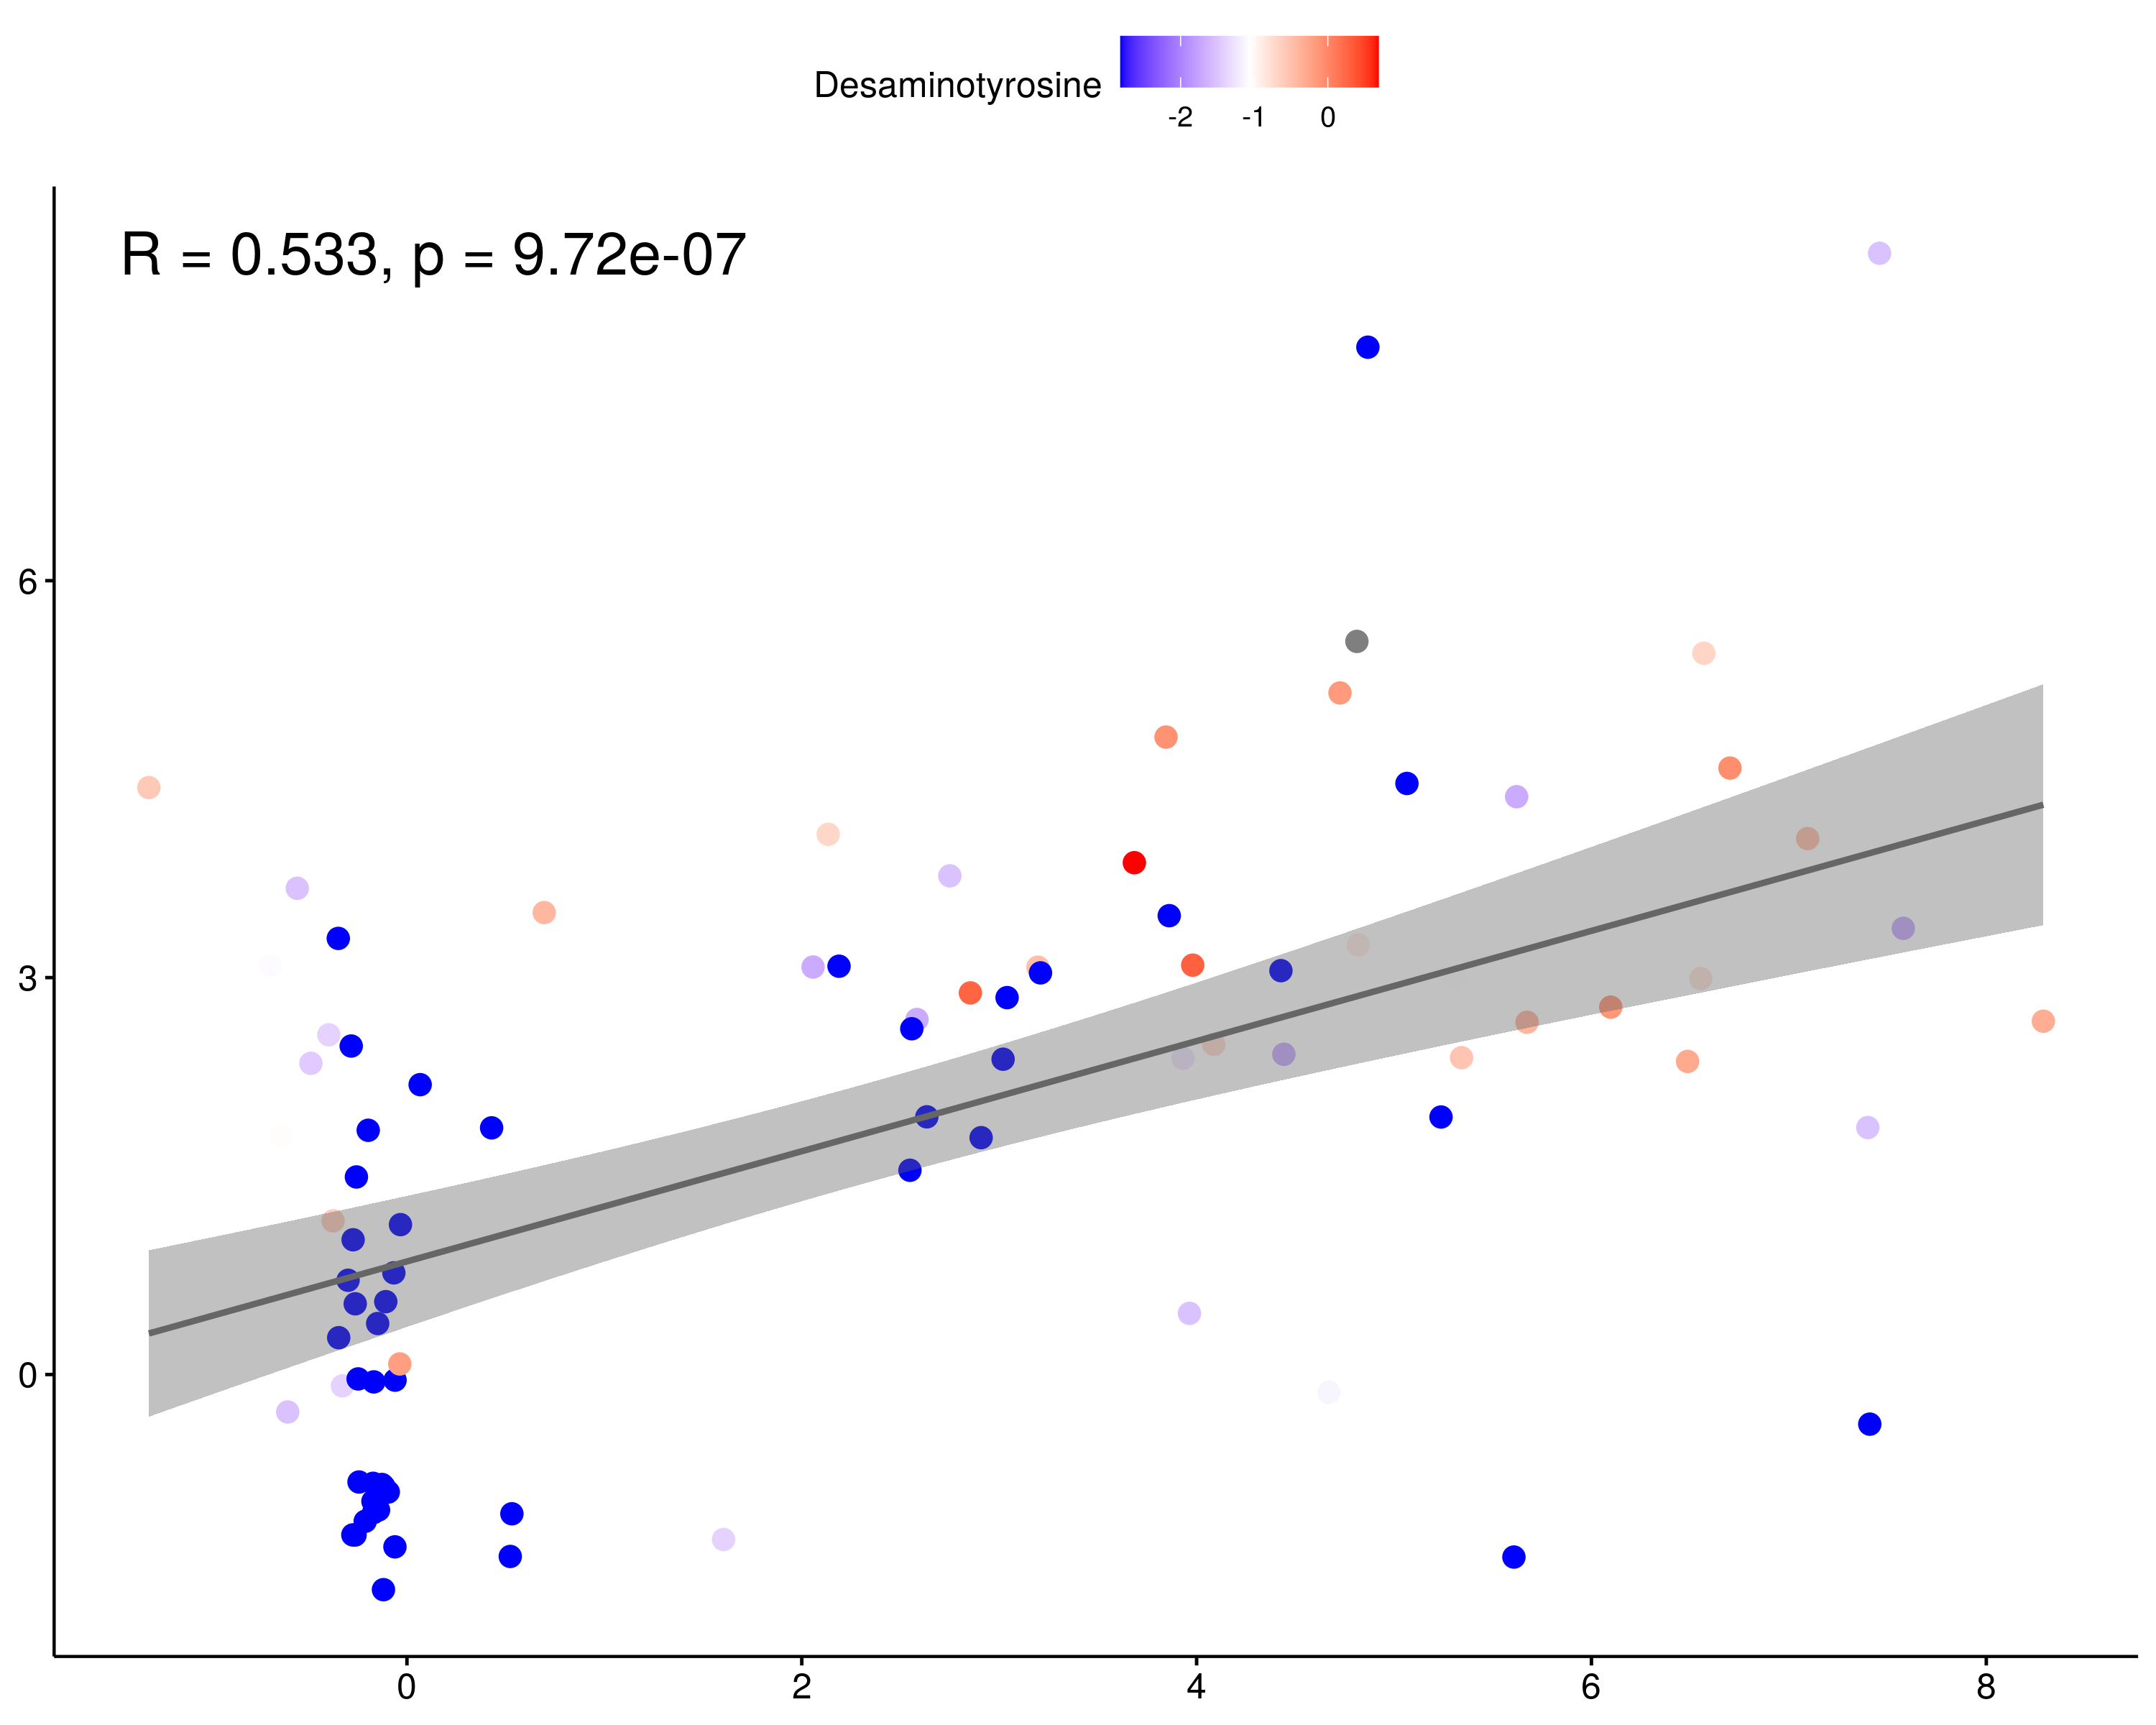 Desaminotyrosine
-2 -1 0
R = 0.533, p = 9.72e-07
6
3
0
0 2 4 6 8